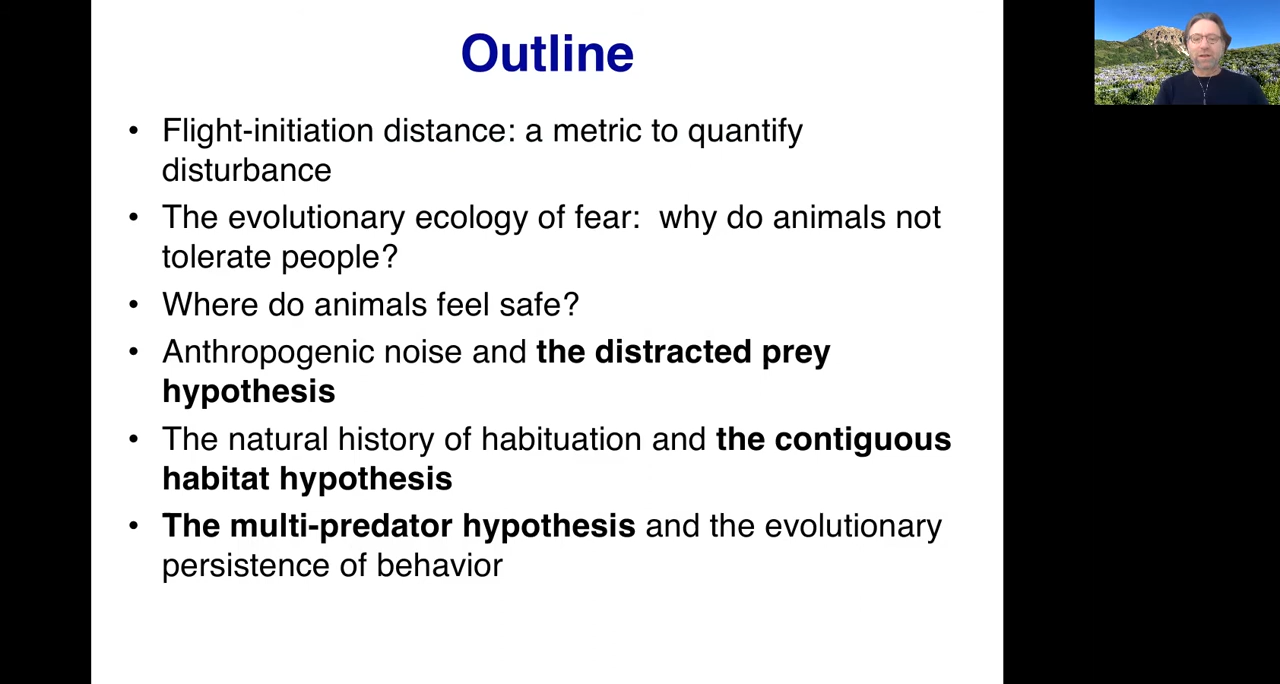 Outline
• Flight-initiation distance: a metric to quantify
disturbance
• The evolutionary ecology of fear:  why do animals not
tolerate people?
• Where do animals feel safe?
• Anthropogenic noise and the distracted prey
hypothesis
• The natural history of habituation and the contiguous
habitat hypothesis
• The multi-predator hypothesis and the evolutionary
persistence of behavior